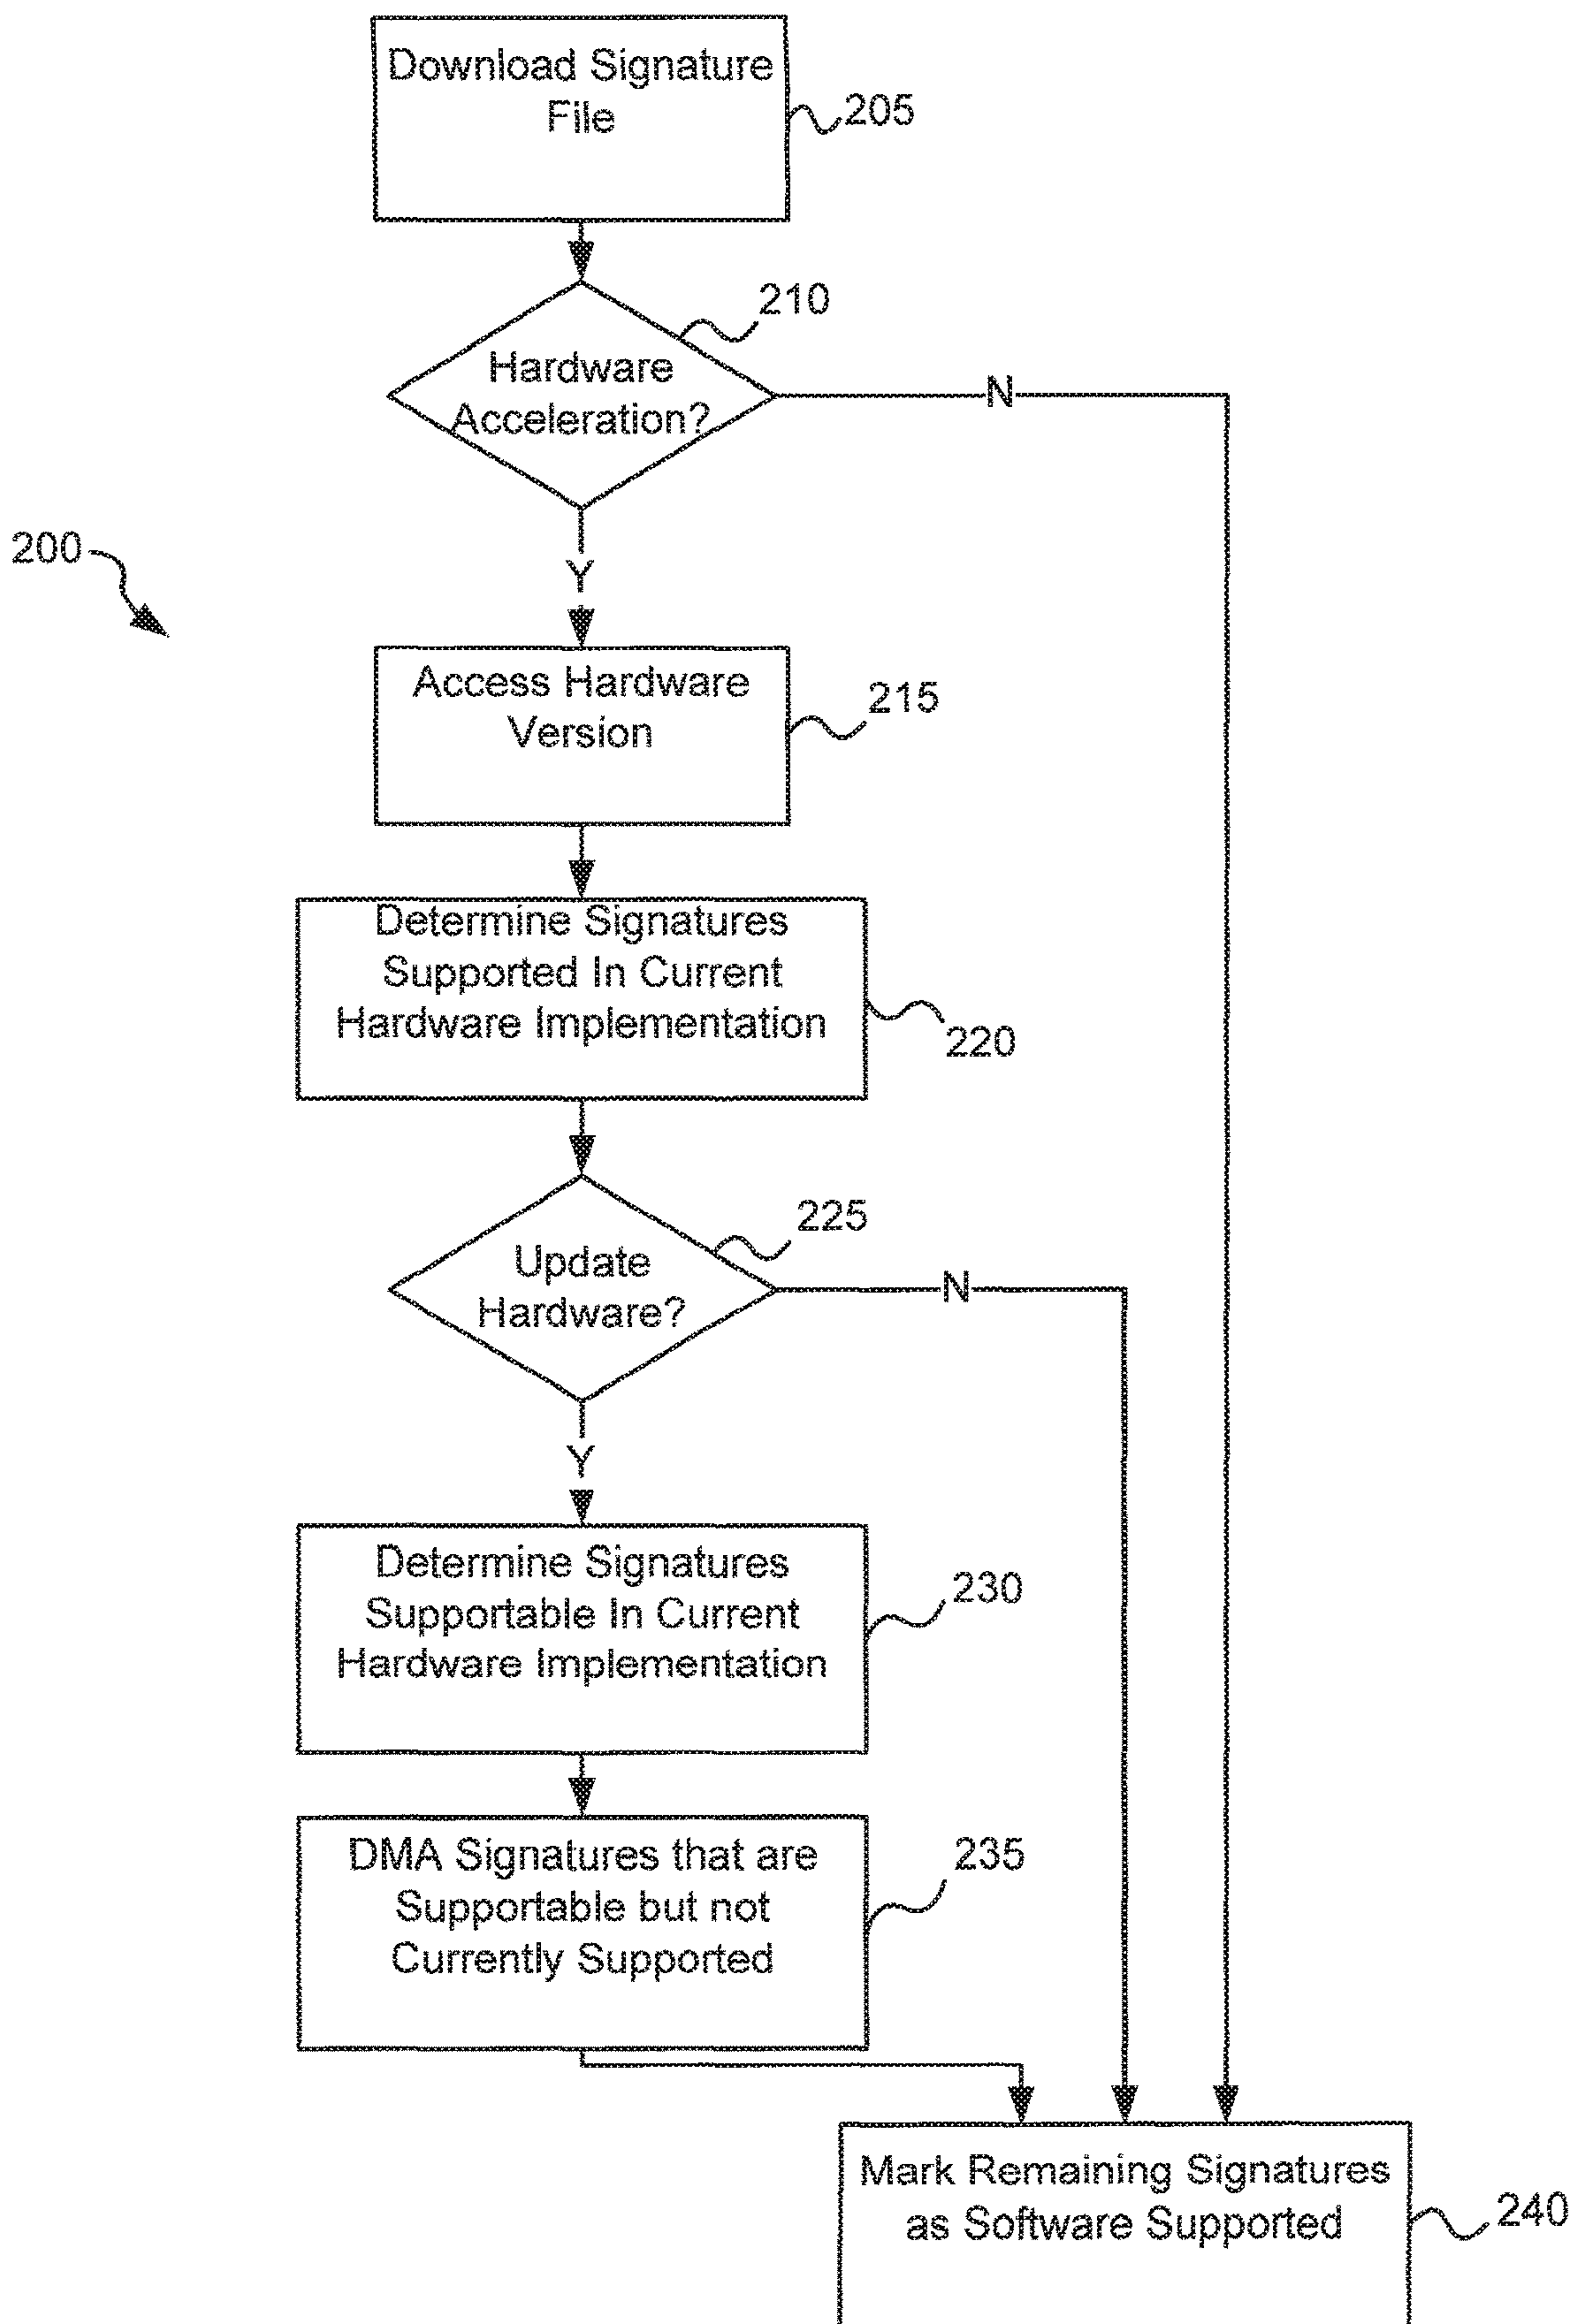 Download Signature
File
205
210
Hardware
Acceleration?
N
200
Y
Access Hardware
Version
215
Determine Signatures
Supported In Current
Hardware Implementation
220
225
Update
Hardware?
N
Y
Determine Signatures
Supportable In Current
Hardware Implementation
230
DMA Signatures that are
Supportable but not
Currently Supported
235
Mark Remaining Signatures
as Software Supported
240